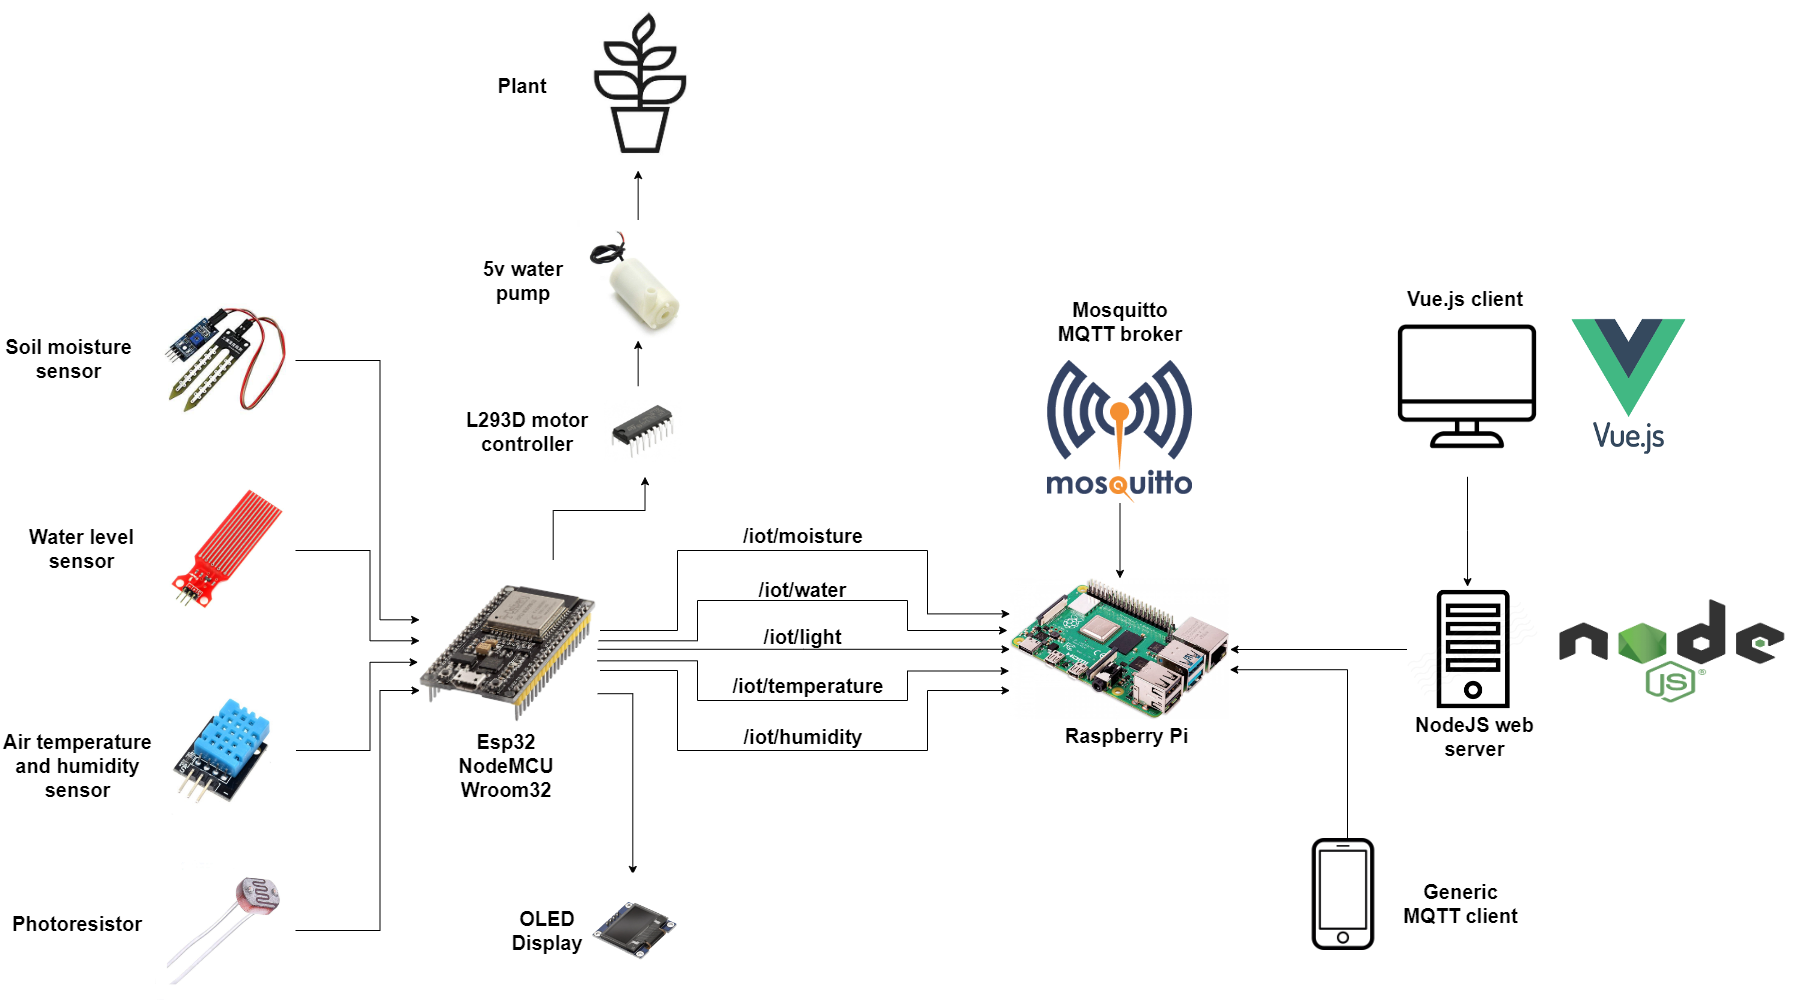 Plant
5v water
pump
Soil moisture
sensor
L293D motor
controller
Mosquitto
MQTT broker
mosquitto
Vue.js client
Vue.js
Water level
sensor
/iot/moisture
/iot/water
/iot/light
/iot/temperature
/iot/humidity
Esp32
NodeMCU
Wroom32
Raspberry Pi
node
JS®
NodeJS web
server
Air temperature
and humidity
sensor
Photoresistor
OLED
Display
Generic
MQTT client